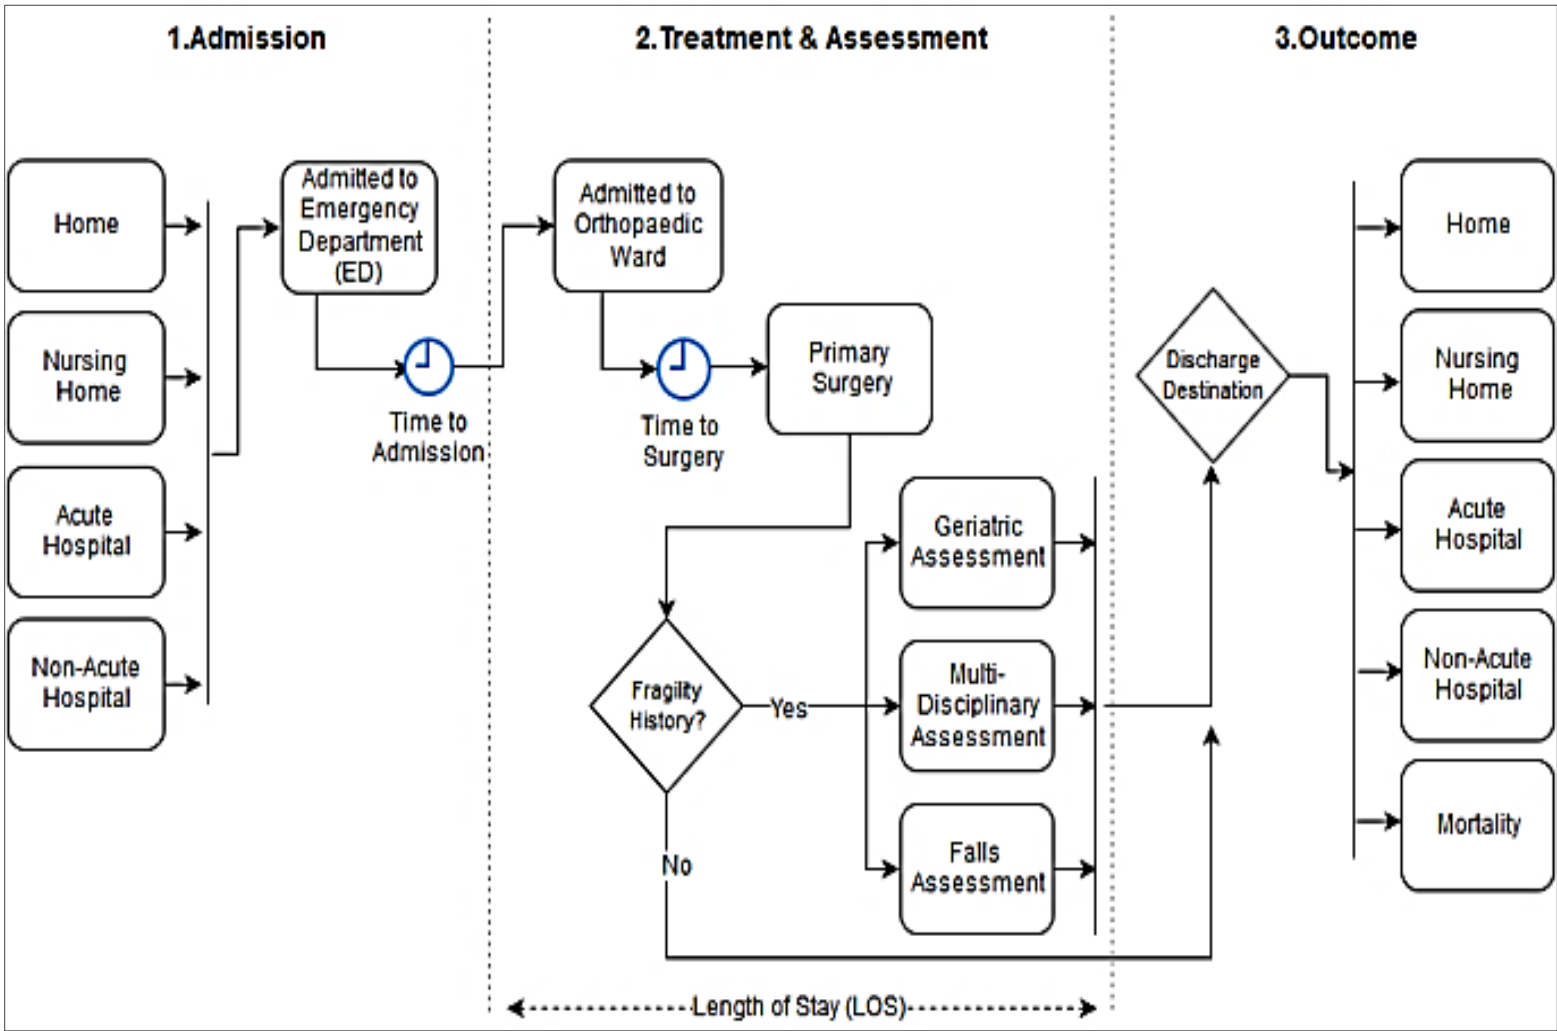 1.Admission
2.Treatment & Assessment
3.Outcome
Home
Nursing
Home
Acute
Hospital
Non-Acute
Hospital
Admitted to
Emergency
Department
(ED)
Time to
Admission
Admitted to
Orthopaedic
Ward
Time to
Surgery
Primary
Surgery
Fragility
History?
Yes
No
Geriatric
Assessment
Multi-
Disciplinary
Assessment
Falls
Assessment
Length of Stay (LOS)
Discharge
Destination
Home
Nursing
Home
Acute
Hospital
Non-Acute
Hospital
Mortality